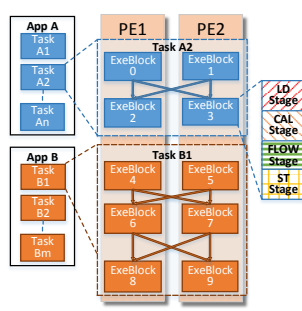 App A
Task
A1
Task
A2
Task
An
App B
Task
B1
Task
B2
Task
Bm
PE1
PE2
Task A2
ExeBlock
0
ExeBlock
1
ExeBlock
2
ExeBlock
3
Task B1
ExeBlock
4
ExeBlock
5
ExeBlock
6
ExeBlock
7
ExeBlock
8
ExeBlock
9
LD
Stage
CAL
Stage
FLOW
Stage
ST
Stage